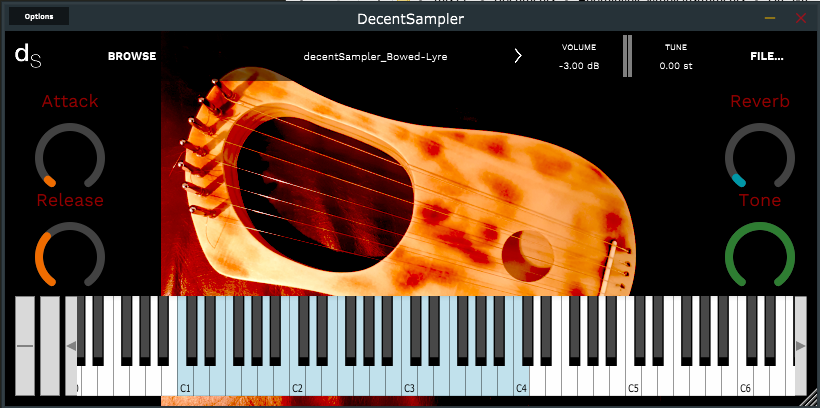 DecentSampler
Options
ds
BROWSE
decentSampler_Bowed-Lyre
VOLUME
-3.00 dB
TUNE
0.00 st
FILE...
Attack
Release
Reverb
Tone
C1
C2
C3
C4
C5
C6